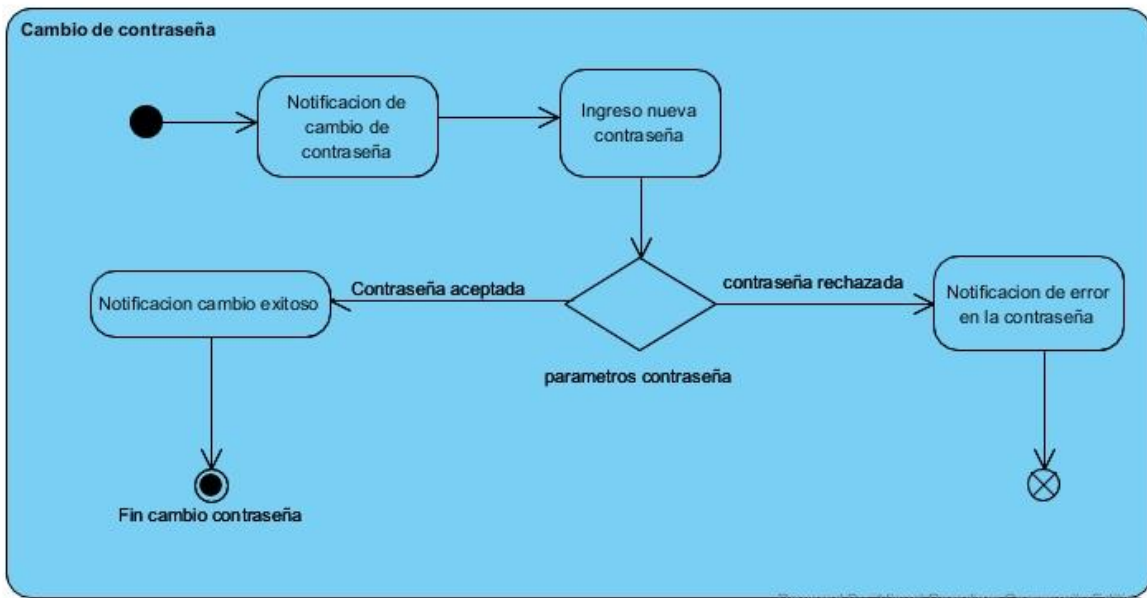 Cambio de contraseña
Notificacion de
cambio de
contraseña
Ingreso nueva
contraseña
Notificacion cambio exitoso
Contraseña aceptada
contraseña rechazada
Notificacion de error
en la contraseña
parametros contraseña
Fin cambio contraseña